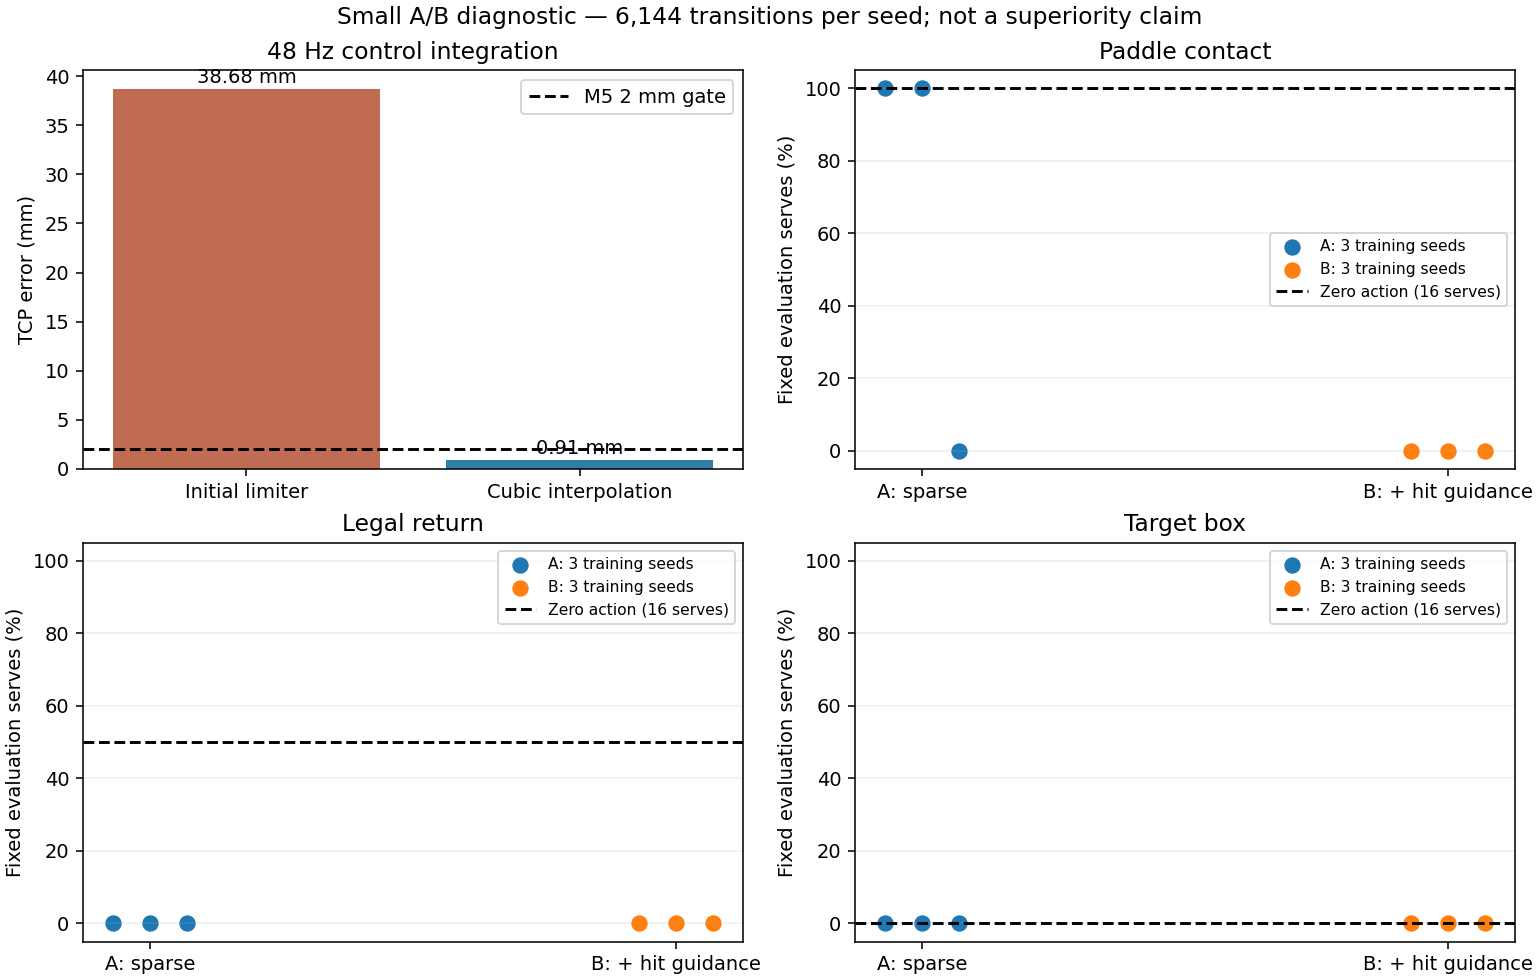 Small A/B diagnostic — 6,144 transitions per seed; not a superiority claim
48 Hz control integration
TCP error (mm)
40
35
30
25
20
15
10
5
0
38.68 mm
0.91 mm
M5 2 mm gate
Initial limiter
Cubic interpolation
Paddle contact
Fixed evaluation serves (%)
100
80
60
40
20
0
A: 3 training seeds
B: 3 training seeds
Zero action (16 serves)
A: sparse
B: + hit guidance
Legal return
Fixed evaluation serves (%)
100
80
60
40
20
0
A: 3 training seeds
B: 3 training seeds
Zero action (16 serves)
A: sparse
B: + hit guidance
Target box
Fixed evaluation serves (%)
100
80
60
40
20
0
A: 3 training seeds
B: 3 training seeds
Zero action (16 serves)
A: sparse
B: + hit guidance